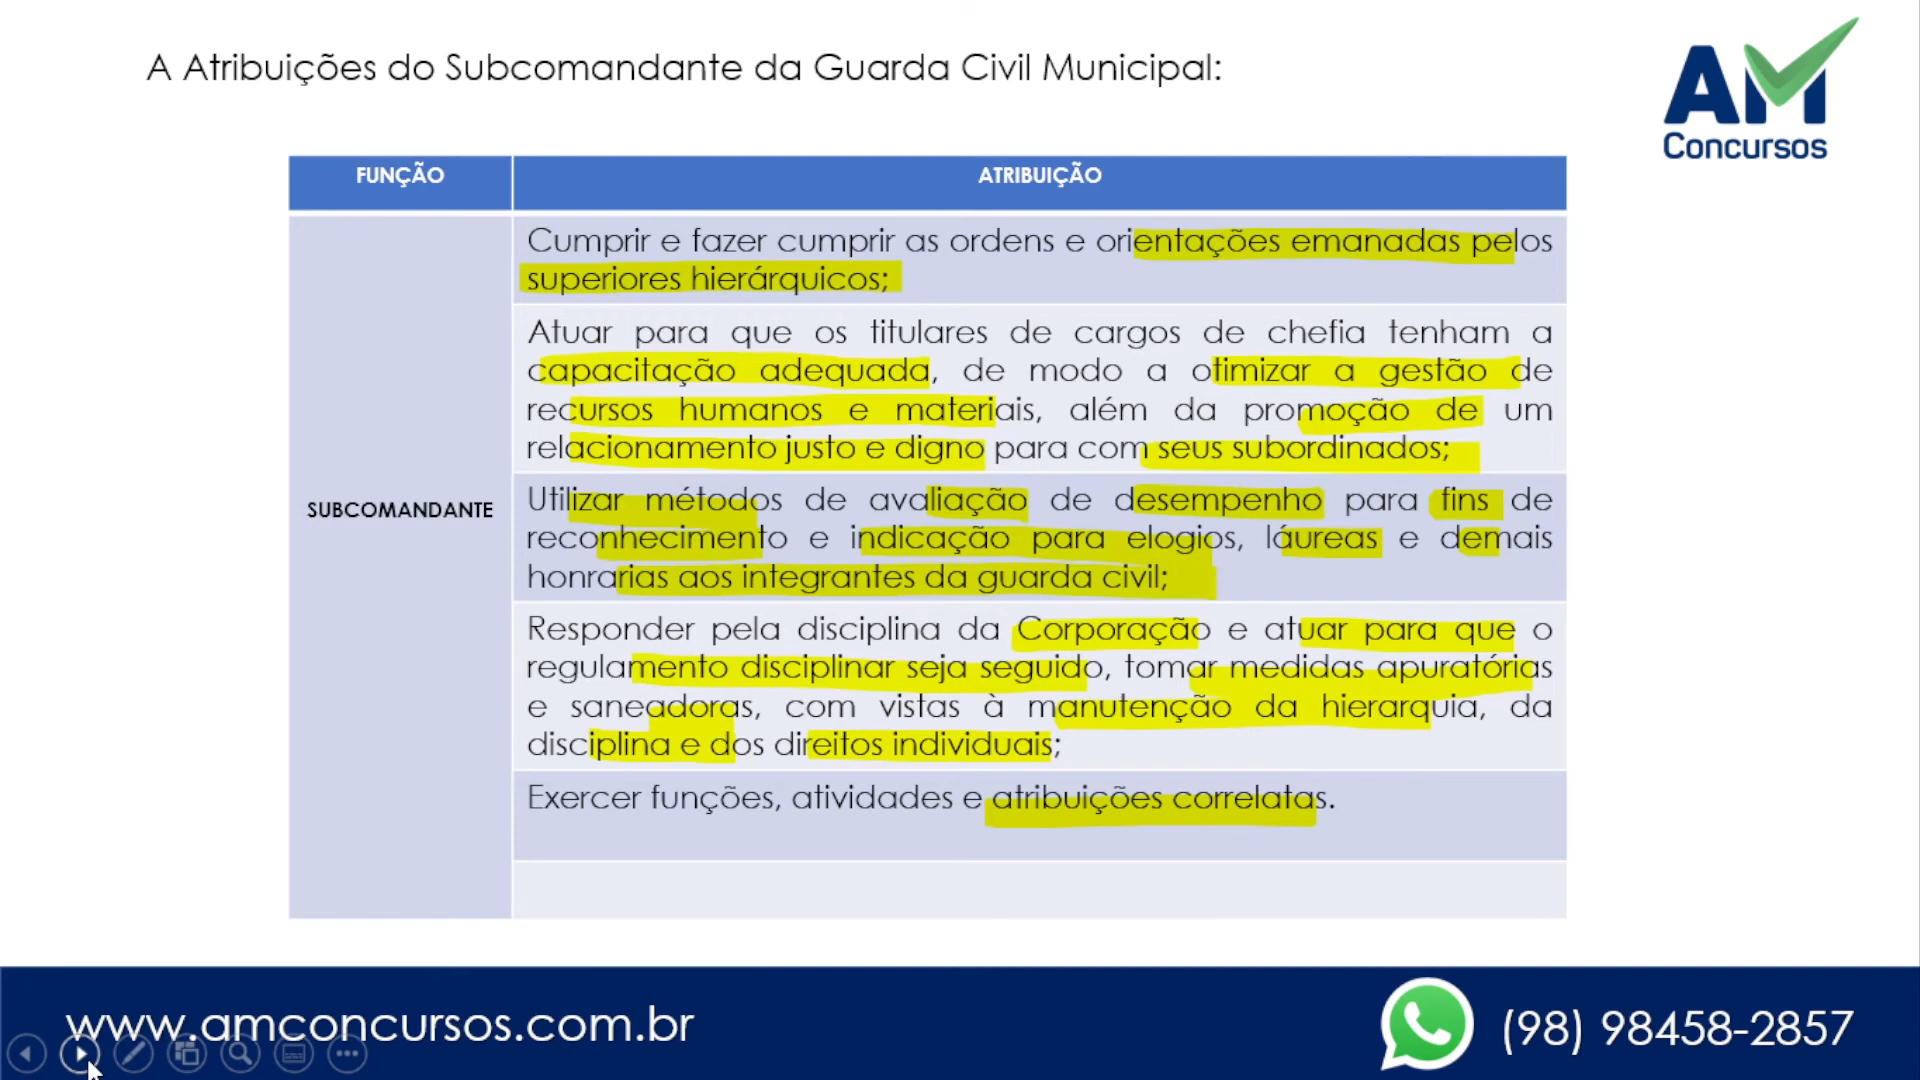 A Atribuições do Subcomandante da Guarda Civil Municipal:
AM
Concursos
FUNÇÃO
ATRIBUIÇÃO
SUBCOMANDANTE
Cumprir e fazer cumprir as ordens e orientações emanadas pelos
superiores hierárquicos;
Atuar para que os titulares de cargos de chefia tenham a
capacitação adequada, de modo a otimizar a gestão de
recursos humanos e materiais, além da promoção de um
relacionamento justo e digno para com seus subordinados;
Utilizar métodos de avaliação de desempenho para fins de
reconhecimento e indicação para elogios, láureas e demais
honrarias aos integrantes da guarda civil;
Responder pela disciplina da Corporação e atuar para que o
regulamento disciplinar seja seguido, tomar medidas apuratórias
e saneadoras, com vistas à manutenção da hierarquia, da
disciplina e dos direitos individuais;
Exercer funções, atividades e atribuições correlatas.
www.amconcursos.com.br
(98) 98458-2857